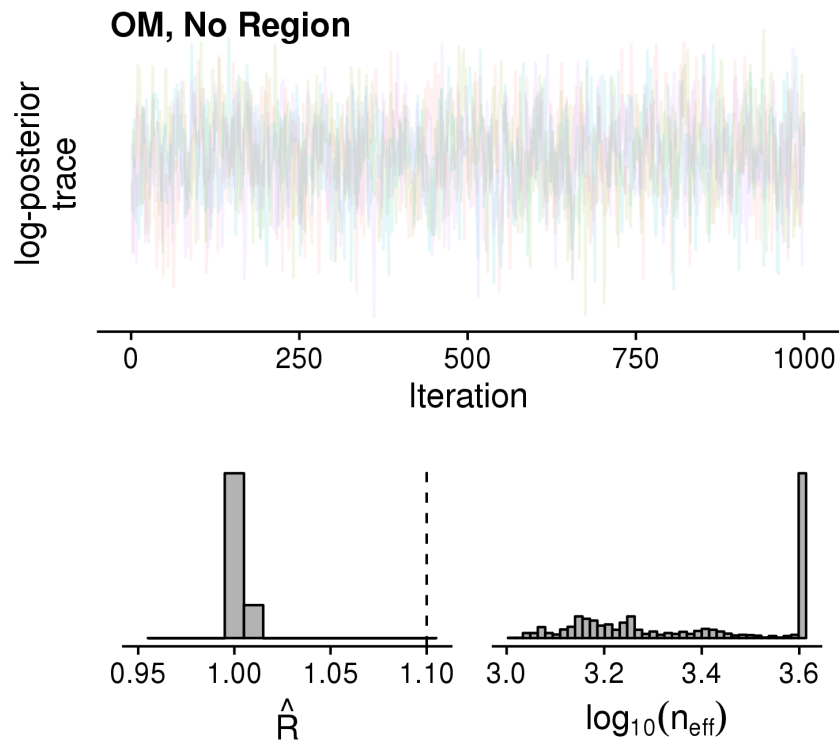 OM, No Region
log-posterior
trace
0 250 500 750 1000
Iteration
0.95 1.00 1.05 1.10
R̂
3.0 3.2 3.4 3.6
log₁₀(nₑff)